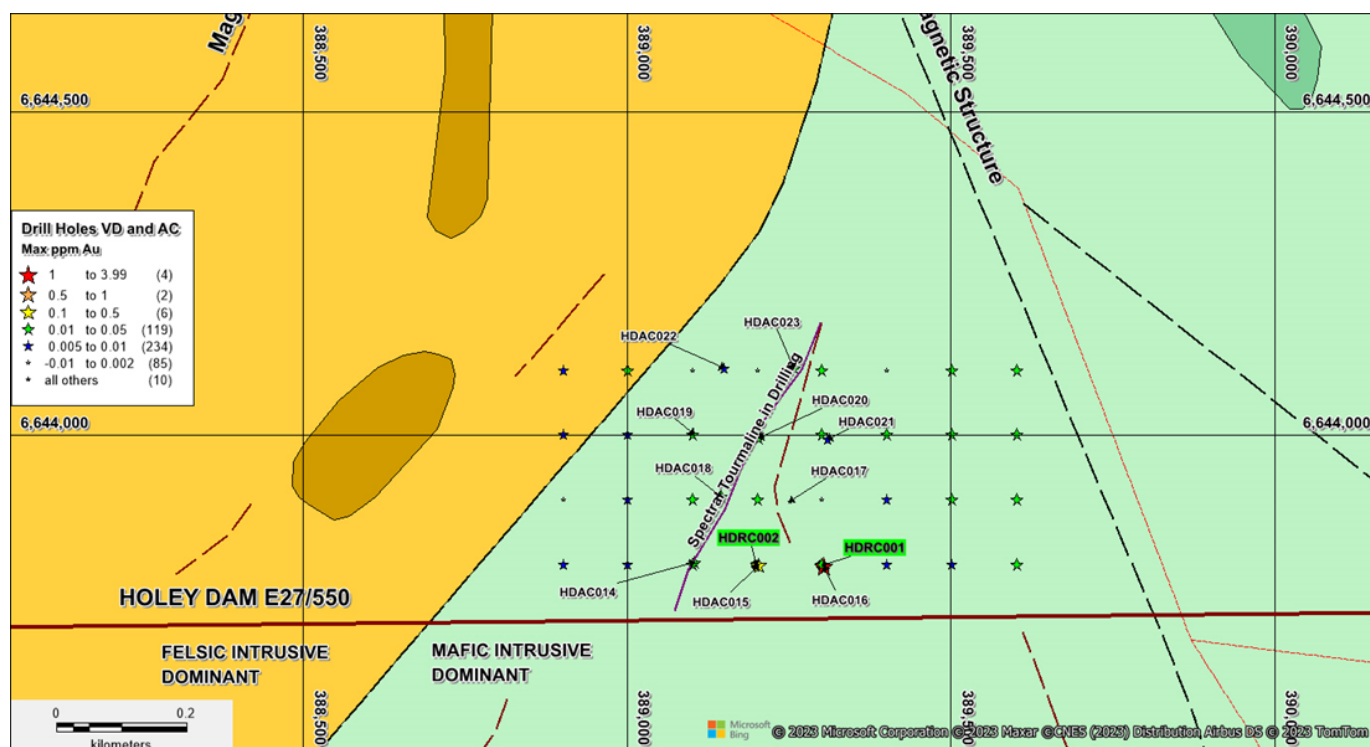 Mag
388,500
389,000
agnetic Structure
389,500
390,000
6,644,500
6,644,500
Drill Holes VD and AC
Max ppm Au
1 to 3.99 (4)
0.5 to 1 (2)
0.1 to 0.5 (6)
0.01 to 0.05 (119)
0.005 to 0.01 (234)
-0.01 to 0.002 (85)
all others (10)
HDAC023
HDAC022
Spectral Tourmaline in Drilling
HDAC019
HDAC020
HDAC021
6,644,000
6,644,000
HDAC018
HDAC017
HDRC002
HDRC001
HDAC014
HDAC015
HDAC016
HOLEY DAM E27/550
FELSIC INTRUSIVE
DOMINANT
MAFIC INTRUSIVE
DOMINANT
388,500
389,000
389,500
390,000
0 0.2
kilometers
Microsoft
Bing
© 2023 Microsoft Corporation © 2023 Maxar ©CNES (2023) Distribution Airbus DS © 2023 TomTom